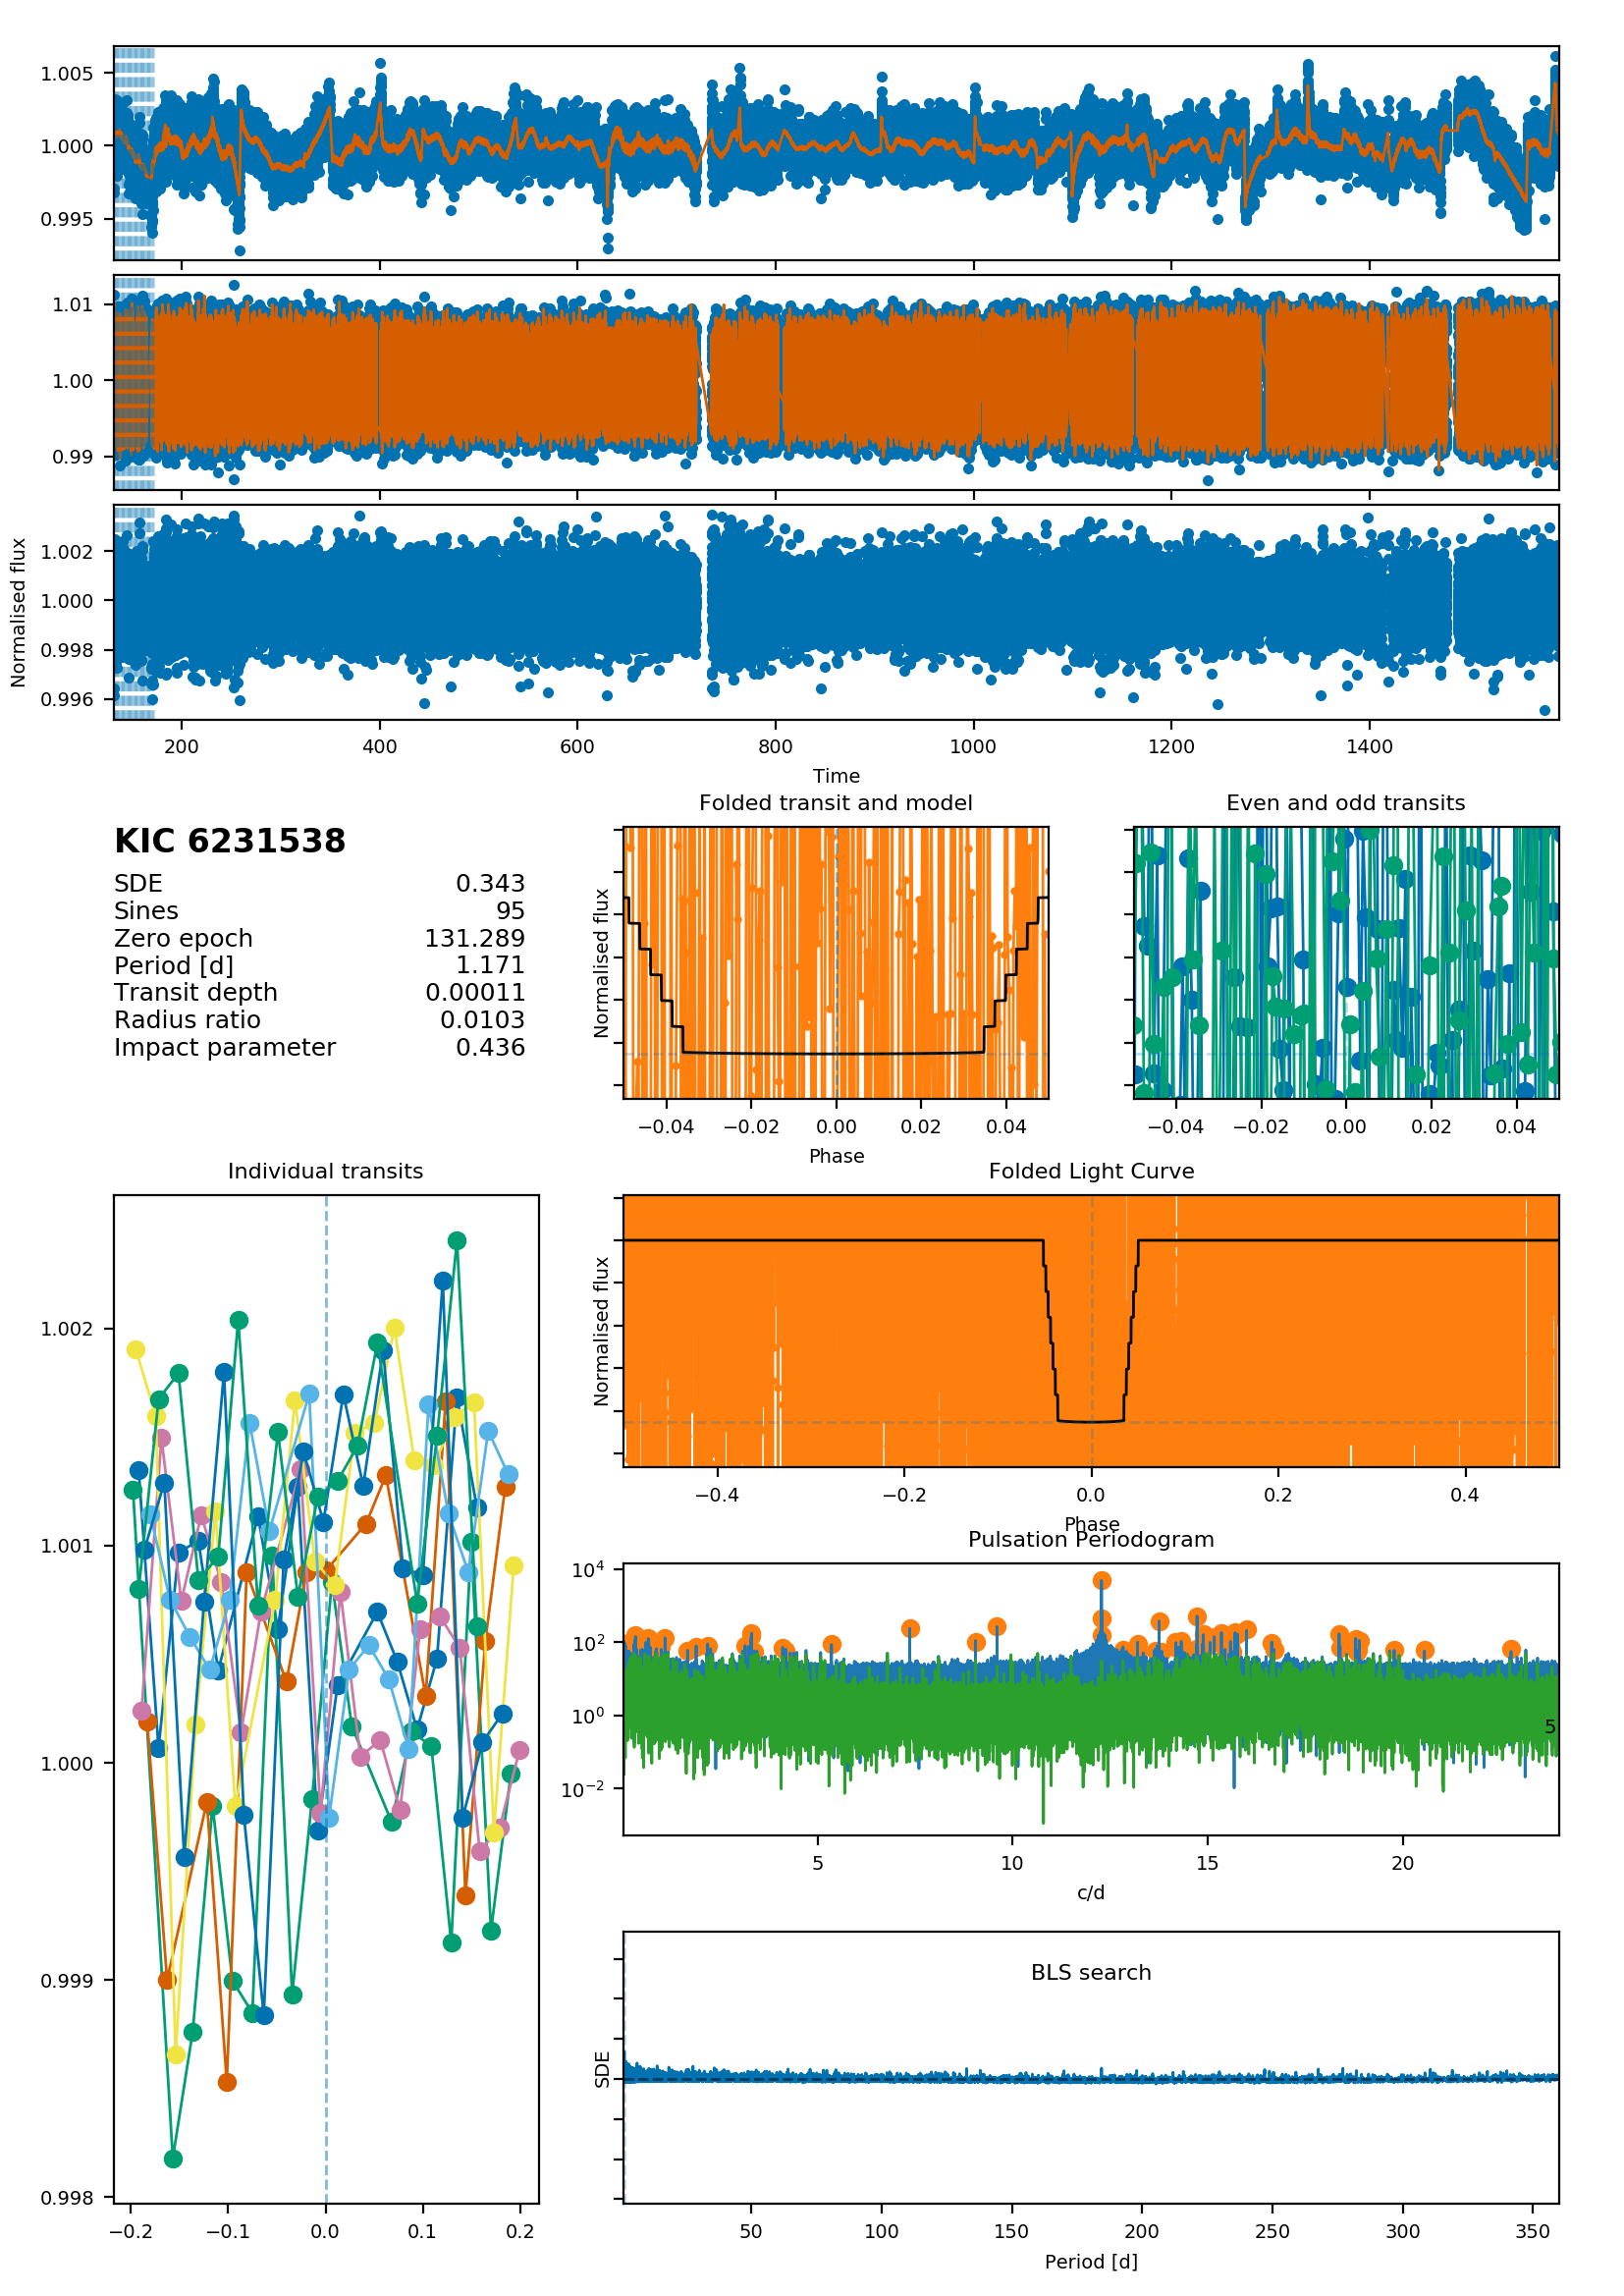 1.005
1.000
0.995
1.01
1.00
0.99
Normalised flux
1.002
1.000
0.998
0.996
200 400 600 800 1000 1200 1400
Time
KIC 6231538
SDE 0.343
Sines 95
Zero epoch 131.289
Period [d] 1.171
Transit depth 0.00011
Radius ratio 0.0103
Impact parameter 0.436
Folded transit and model
Normalised flux
−0.04 −0.02 0.00 0.02 0.04
Phase
Even and odd transits
−0.04 −0.02 0.00 0.02 0.04
Individual transits
1.002
1.001
1.000
0.999
0.998
−0.2 −0.1 0.0 0.1 0.2
Folded Light Curve
Normalised flux
−0.4 −0.2 0.0 0.2 0.4
Phase
Pulsation Periodogram
10⁴
10²
10⁰
10⁻²
5
5 10 15 20
c/d
BLS search
SDE
50 100 150 200 250 300 350
Period [d]